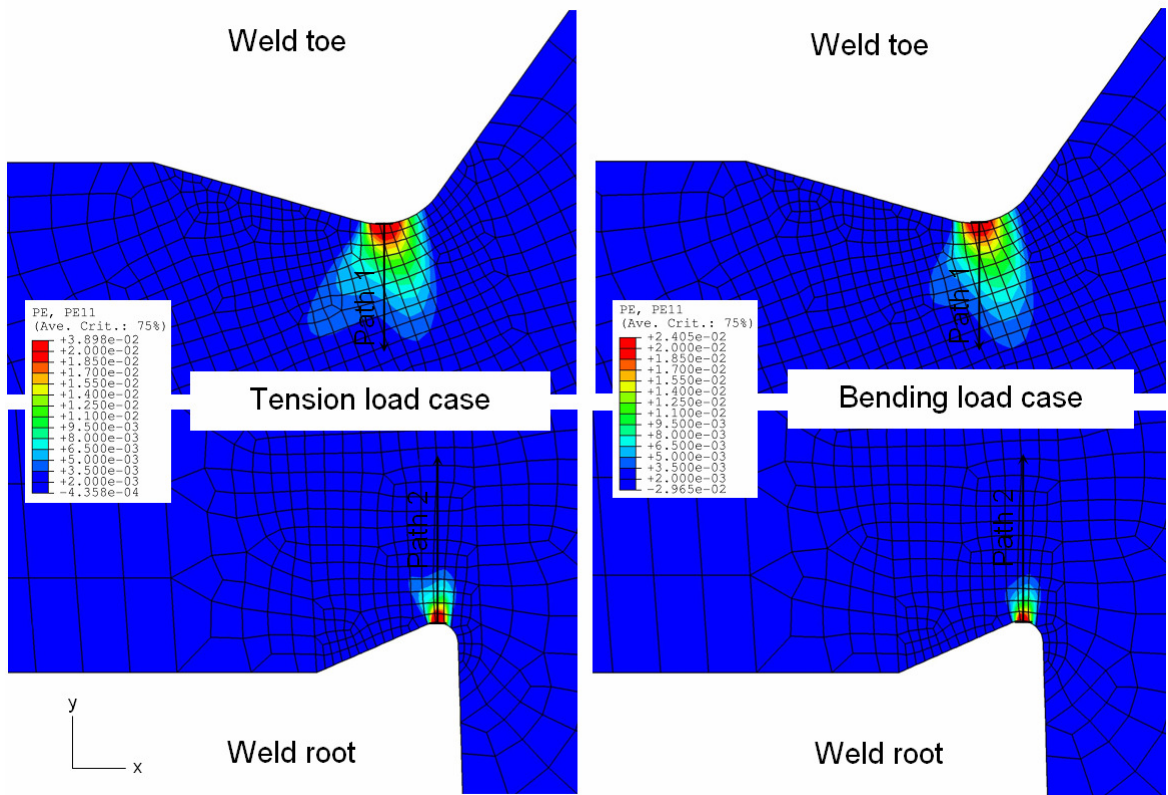 Weld toe
Path 1
PE, PE11
(Ave. Crit.: 75%)
+3.898e-02
+2.000e-02
+1.850e-02
+1.700e-02
+1.550e-02
+1.400e-02
+1.250e-02
+1.100e-02
+9.500e-03
+8.000e-03
+6.500e-03
+5.000e-03
+3.500e-03
+2.000e-03
-4.358e-04
Tension load case
Path 2
y
x
Weld root
Weld toe
Path 1
PE, PE11
(Ave. Crit.: 75%)
+2.405e-02
+2.000e-02
+1.850e-02
+1.700e-02
+1.550e-02
+1.400e-02
+1.250e-02
+1.100e-02
+9.500e-03
+8.000e-03
+6.500e-03
+5.000e-03
+3.500e-03
+2.000e-03
-2.965e-02
Bending load case
Path 2
Weld root